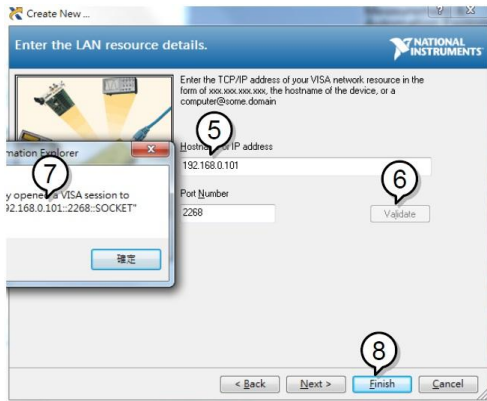 Create New ...
Enter the LAN resource details.
NATIONAL
INSTRUMENTS
Enter the TCP/IP address of your VISA network resource in the
form of xxx.xxx.xxx.xxx, the hostname of the device, or a
computer@some.domain
5
IP address
192.168.0.101
6
Port Number
2268
Validate
Explorer
7
opened VISA session to
92.168.0.101::2268::SOCKET"
確定
8
< Back
Next >
Finish
Cancel